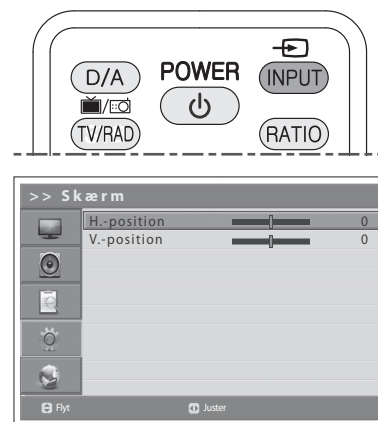 D/A POWER INPUT
TV/RAD RATIO
>> Skærm
H.-position 0
V.-position 0
Flyt Juster